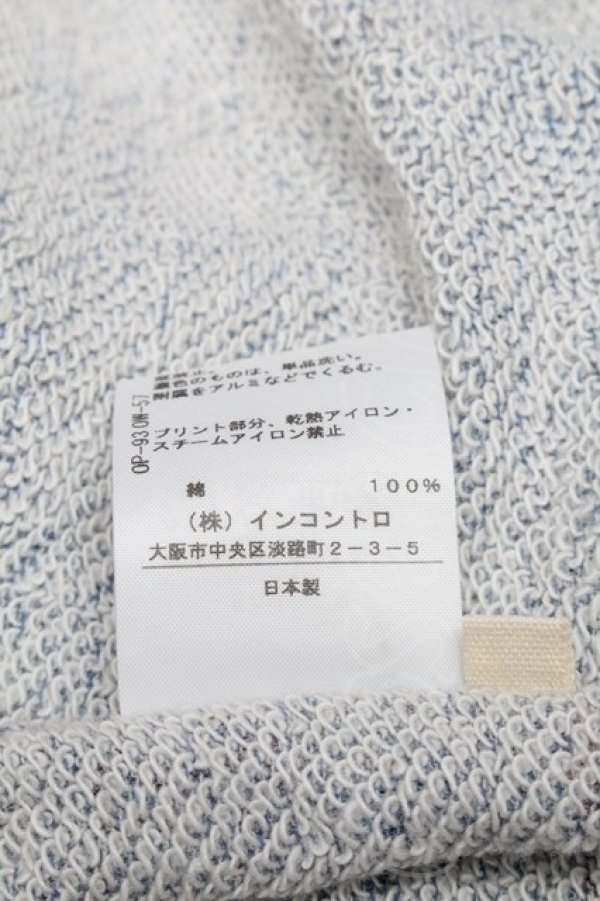 濃色のものは、単品洗い。
附属をアルミなどでくるむ。
プリント部分、乾熱アイロン・
スチームアイロン禁止
綿 100%
(株)インコントロ
大阪市中央区淡路町2-3-5
日本製